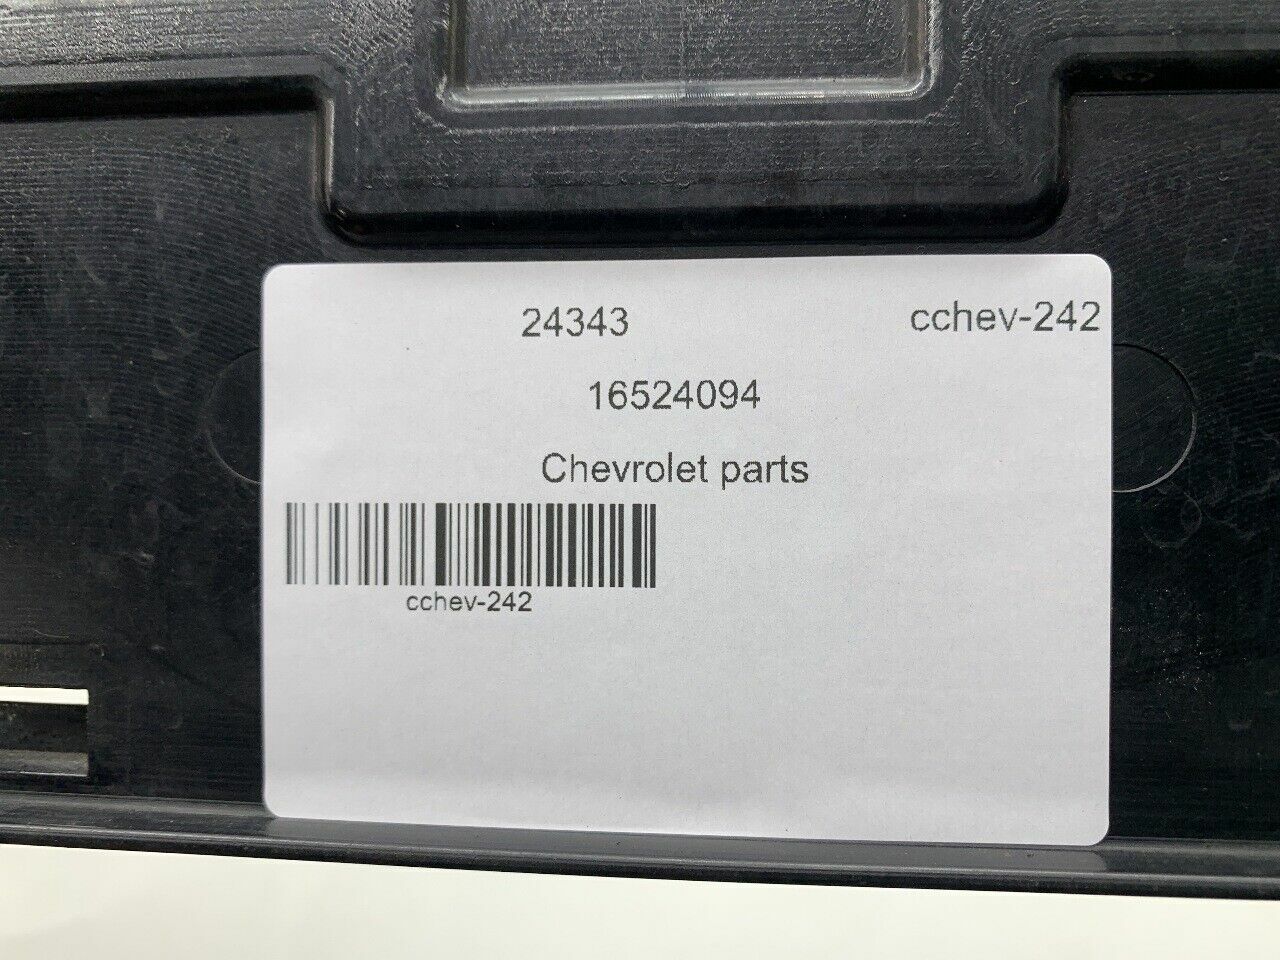 24343 cchev-242
16524094
Chevrolet parts
cchev-242